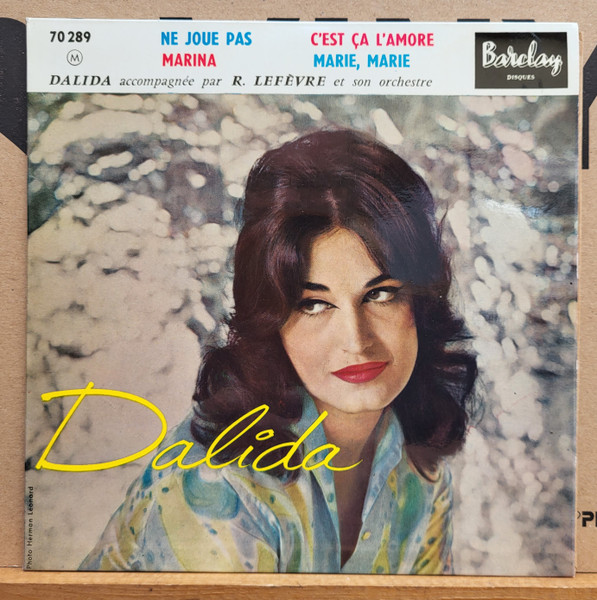 70 289 NE JOUE PAS C'EST ÇA L'AMORE Barclay
M MARINA MARIE, MARIE DISQUES
DALIDA accompagnée par R. LEFÈVRE et son orchestre
Dalida
Photo Herman Leonard